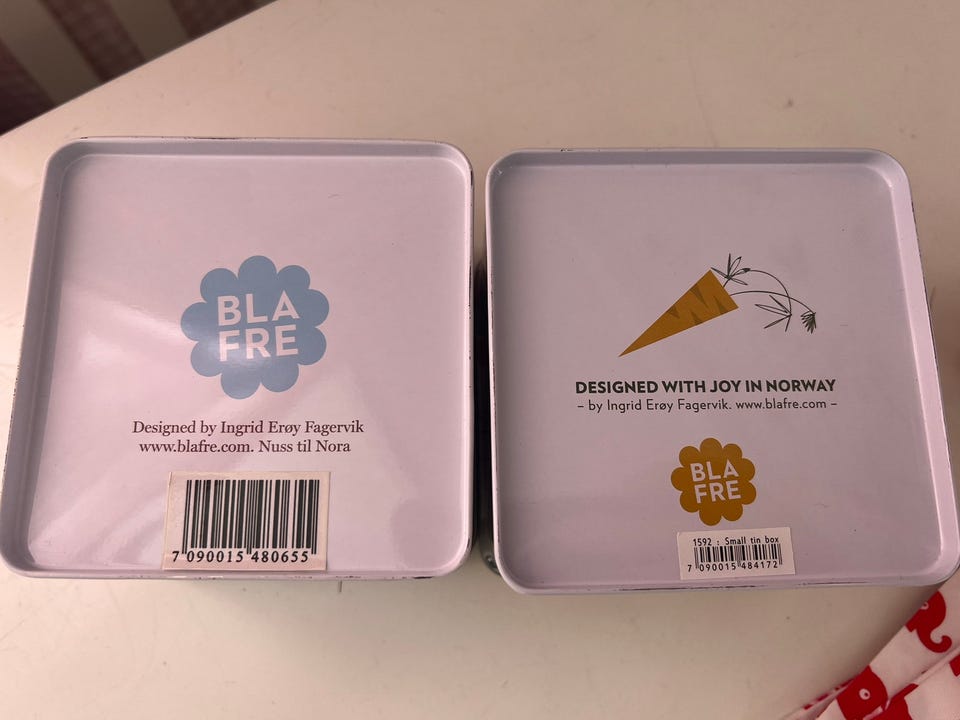 BLA
FRE
Designed by Ingrid Erøy Fagervik
www.blafre.com. Nuss til Nora
7 090015 480655
DESIGNED WITH JOY IN NORWAY
– by Ingrid Erøy Fagervik. www.blafre.com –
BLA
FRE
1592 : Small tin box
7 090015 484172